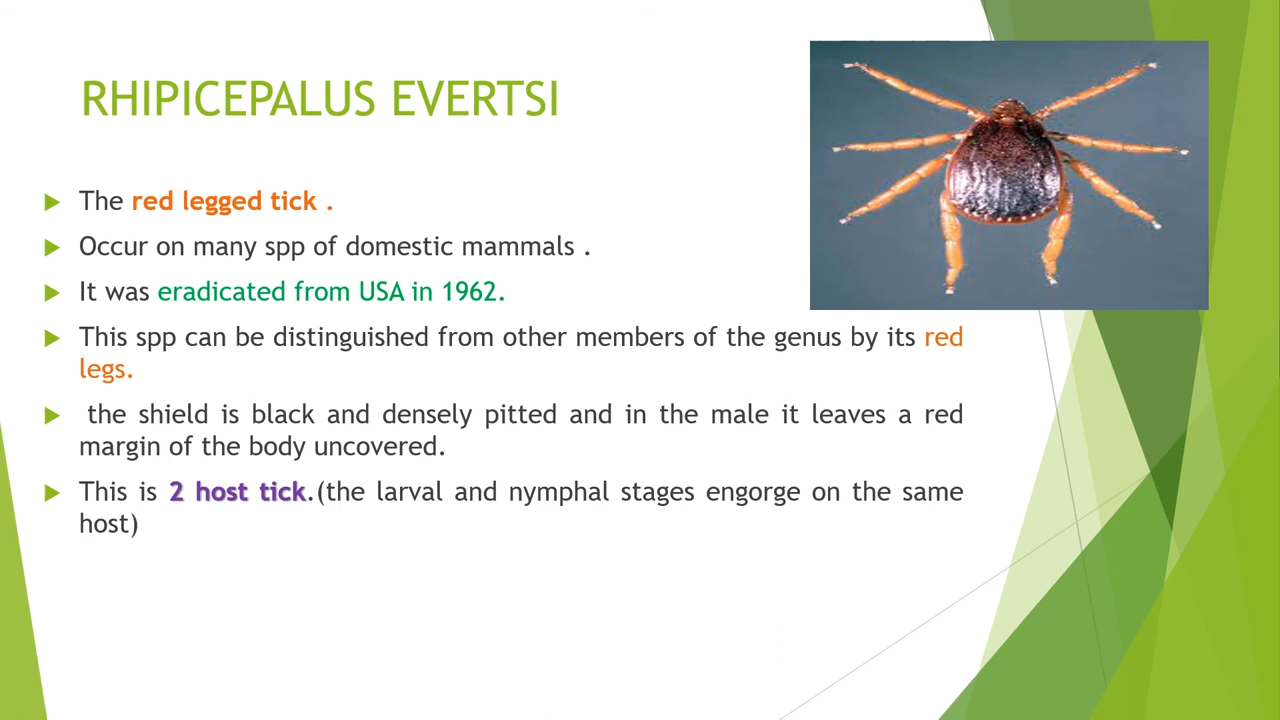 RHIPICEPALUS EVERTSI
The red legged tick .
Occur on many spp of domestic mammals .
It was eradicated from USA in 1962.
This spp can be distinguished from other members of the genus by its red
legs.
the shield is black and densely pitted and in the male it leaves a red
margin of the body uncovered.
This is 2 host tick.(the larval and nymphal stages engorge on the same
host)